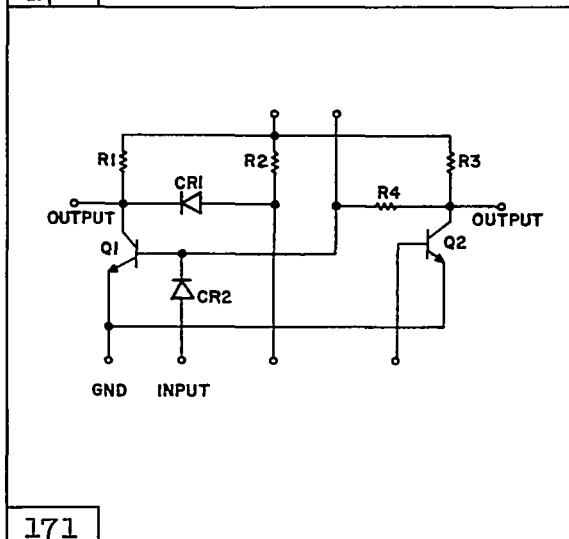 R1
R2
R3
CR1
R4
OUTPUT
OUTPUT
Q1
Q2
CR2
GND INPUT
171